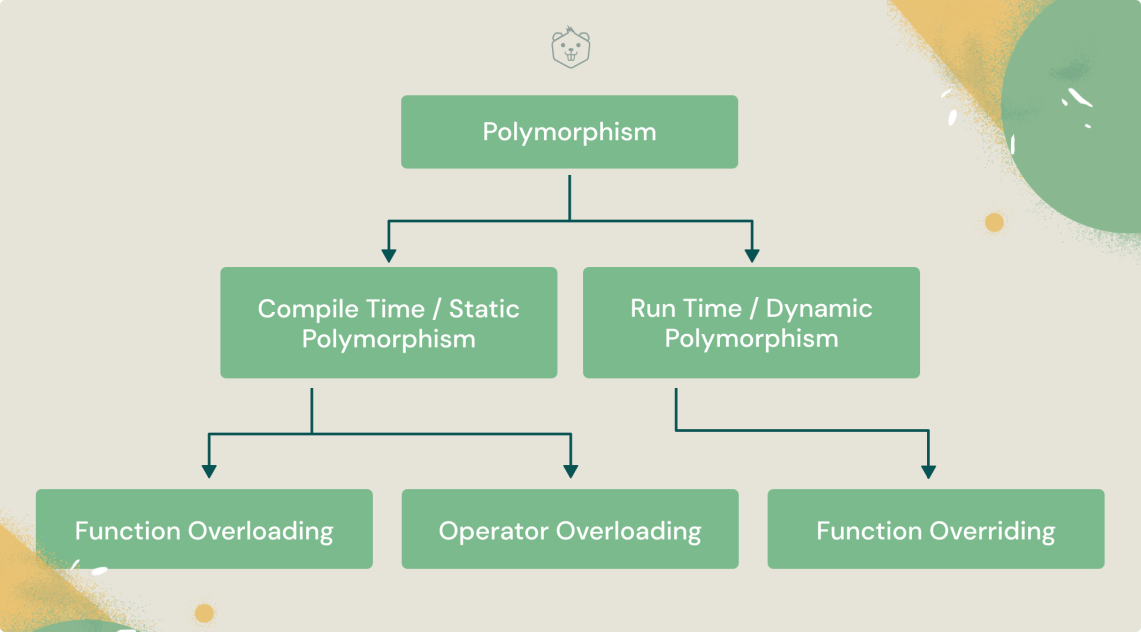 Polymorphism
Compile Time / Static
Polymorphism
Run Time / Dynamic
Polymorphism
Function Overloading
Operator Overloading
Function Overriding